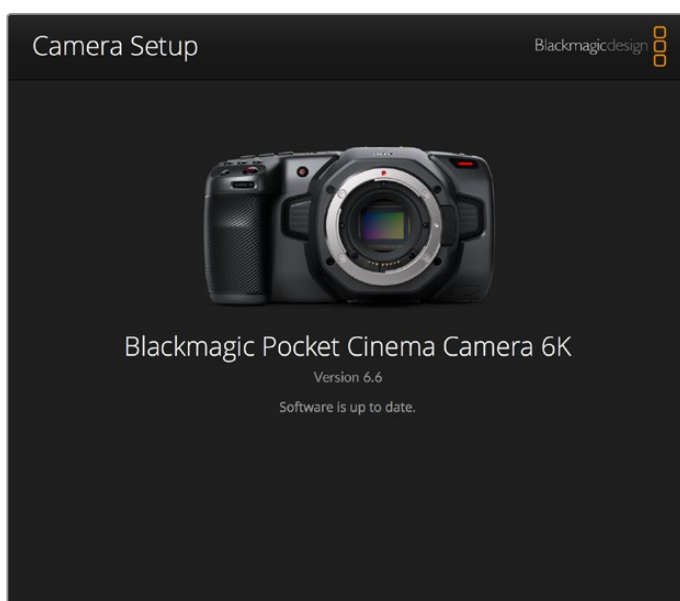 Camera Setup
Blackmagicdesign
Blackmagic Pocket Cinema Camera 6K
Version 6.6
Software is up to date.